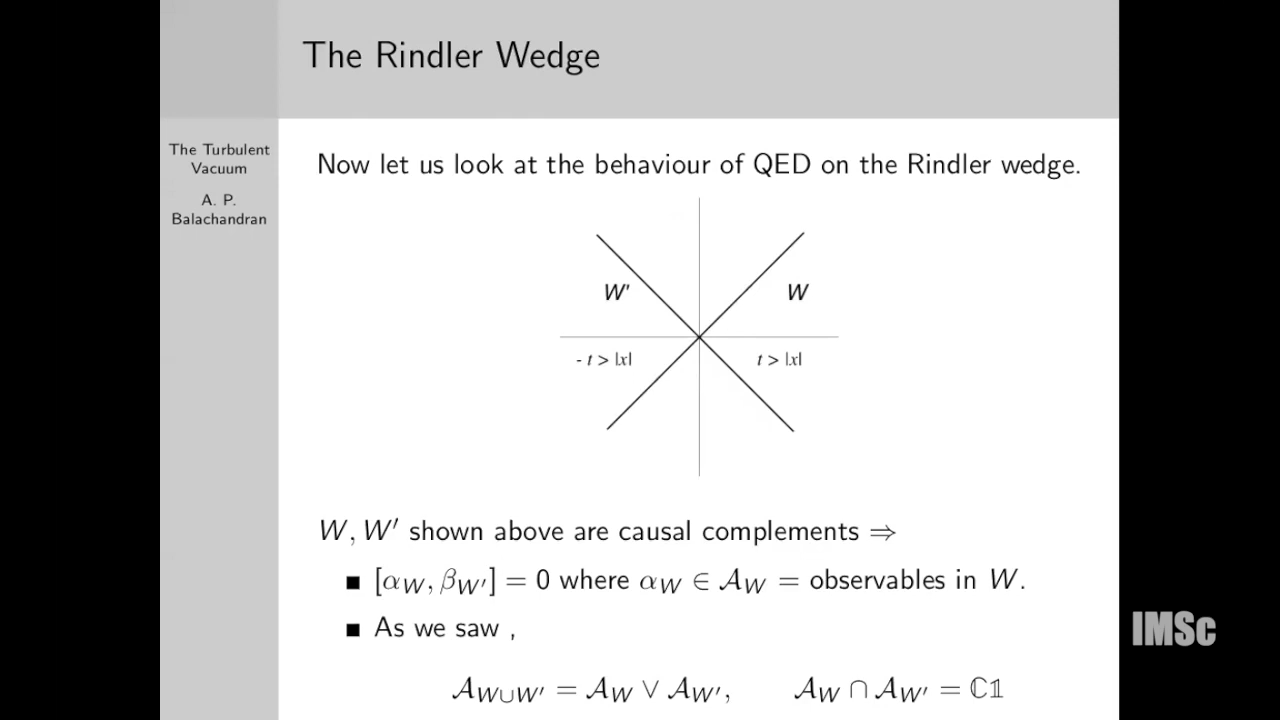 The Rindler Wedge
The Turbulent
Vacuum
A. P.
Balachandran
Now let us look at the behaviour of QED on the Rindler wedge.
W' W
- t > |x| t > |x|
W, W′ shown above are causal complements ⇒
■ [α_W, β_W′] = 0 where α_W ∈ 𝒜_W = observables in W.
■ As we saw ,
𝒜_W∪W′ = 𝒜_W ∨ 𝒜_W′, 𝒜_W ∩ 𝒜_W′ = ℂ𝟙
IMSc